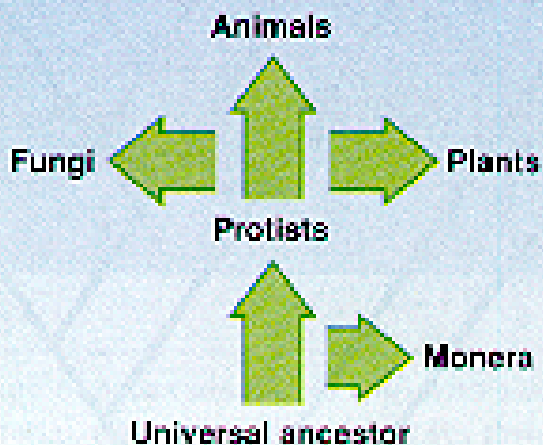 Animals
Fungi
Plants
Protists
Monera
Universal ancestor